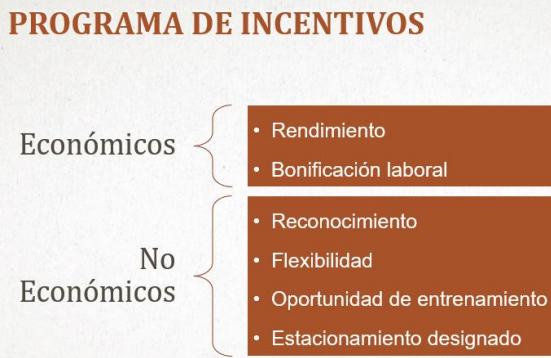 PROGRAMA DE INCENTIVOS
Económicos
• Rendimiento
• Bonificación laboral
No
Económicos
• Reconocimiento
• Flexibilidad
• Oportunidad de entrenamiento
• Estacionamiento designado